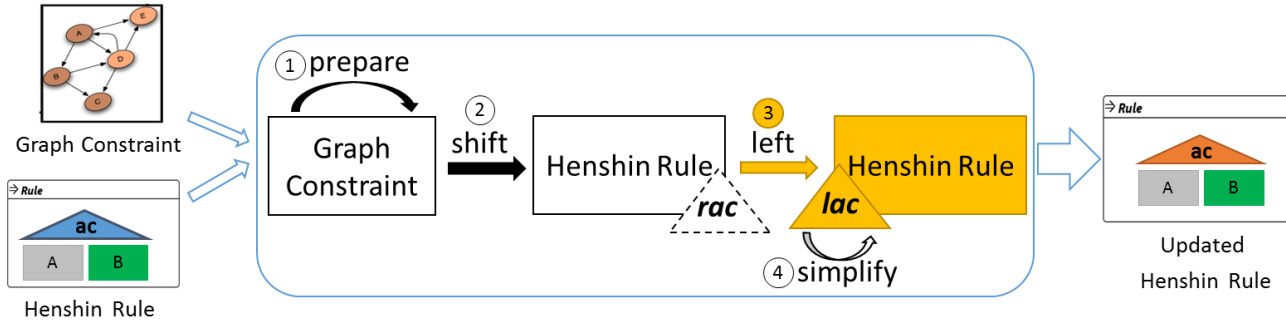 E
A
D
B
C
Graph Constraint
→ Rule
ac
A B
Henshin Rule
1 prepare
Graph
Constraint
2
shift
Henshin Rule
rac
3
left
Henshin Rule
lac
4 simplify
→ Rule
ac
A B
Updated
Henshin Rule